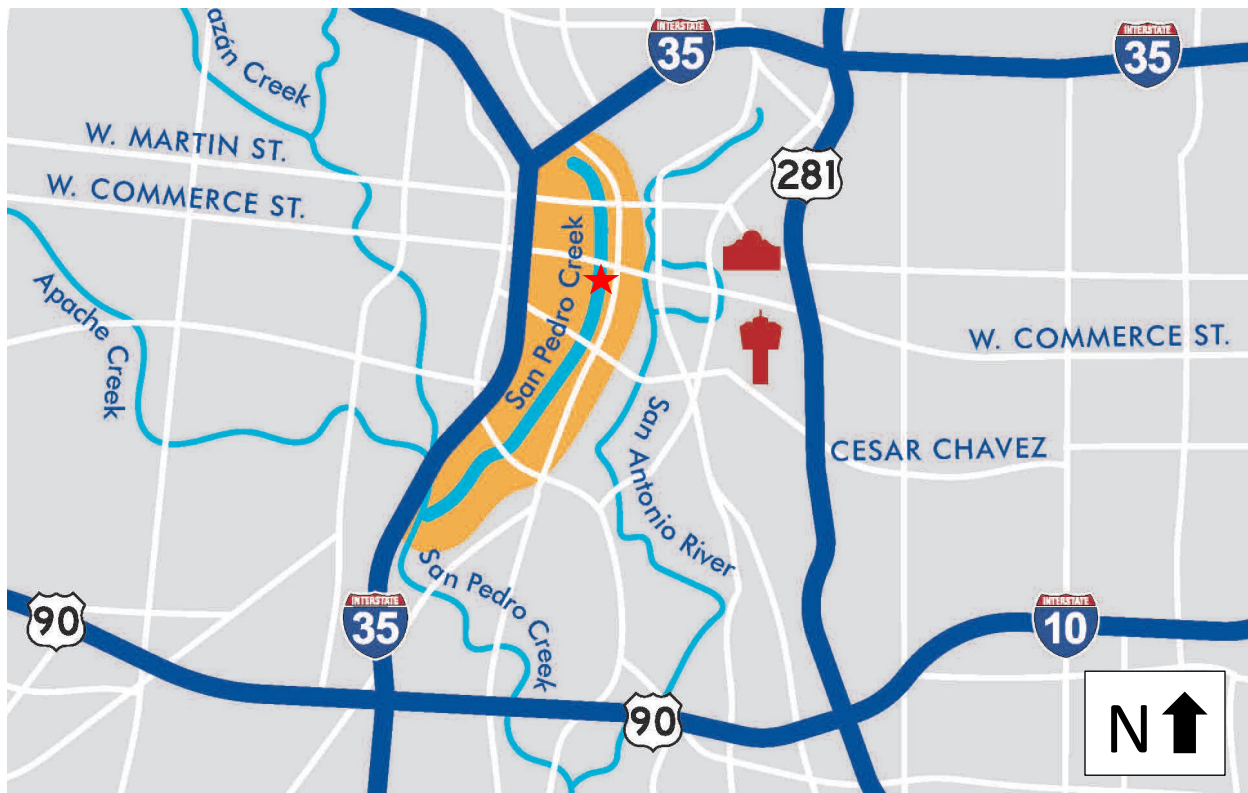 INTERSTATE
35
INTERSTATE
35
azán Creek
W. MARTIN ST.
281
W. COMMERCE ST.
San Pedro Creek
Apache Creek
W. COMMERCE ST.
San Antonio River
CESAR CHAVEZ
San Pedro Creek
90
INTERSTATE
35
INTERSTATE
10
90
N